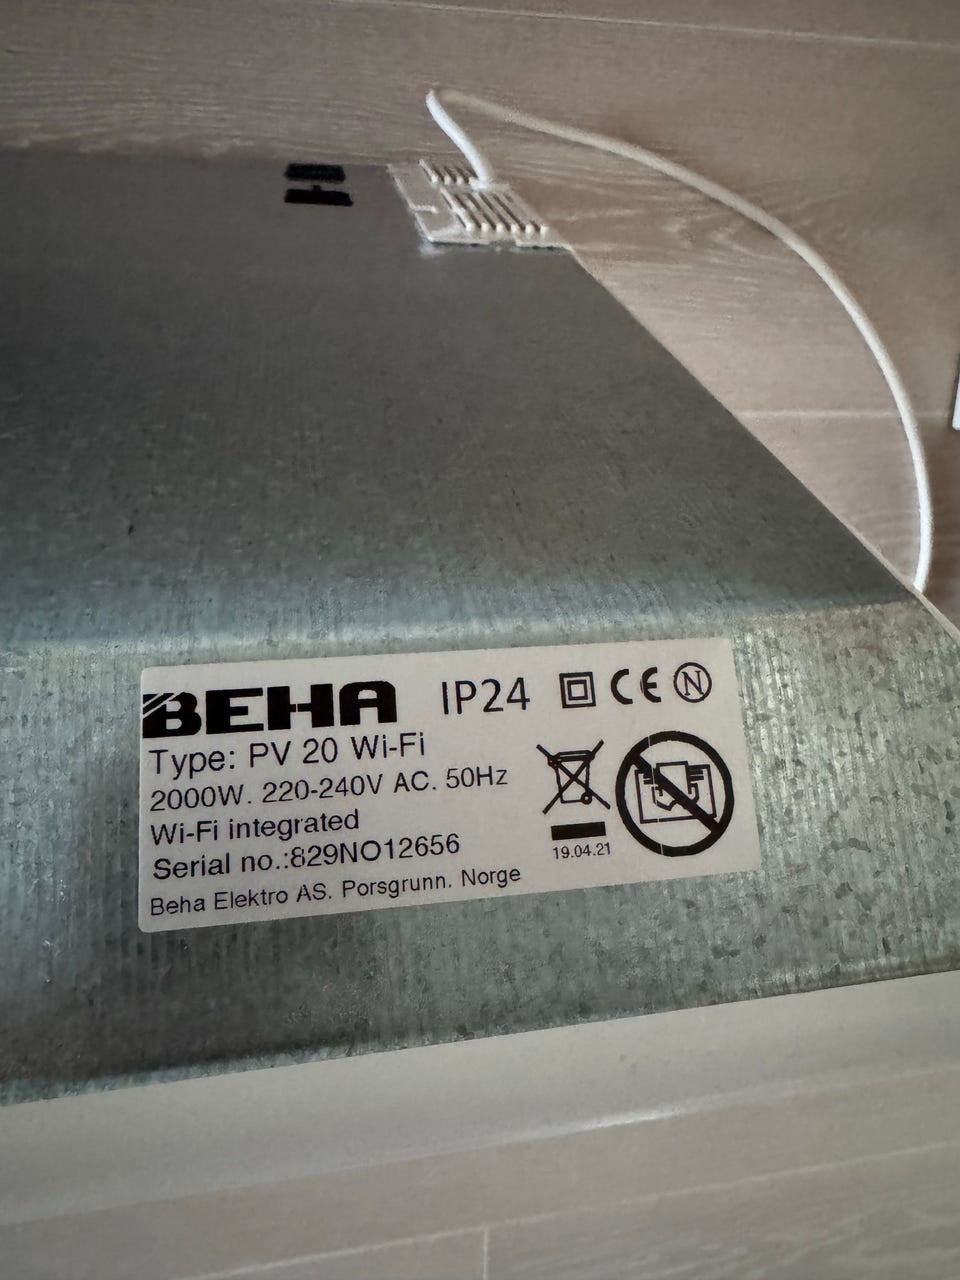 BEHA IP24 CE N
Type: PV 20 Wi-Fi
2000W. 220-240V AC. 50Hz
Wi-Fi integrated
Serial no.:829NO12656
19.04.21
Beha Elektro AS. Porsgrunn. Norge